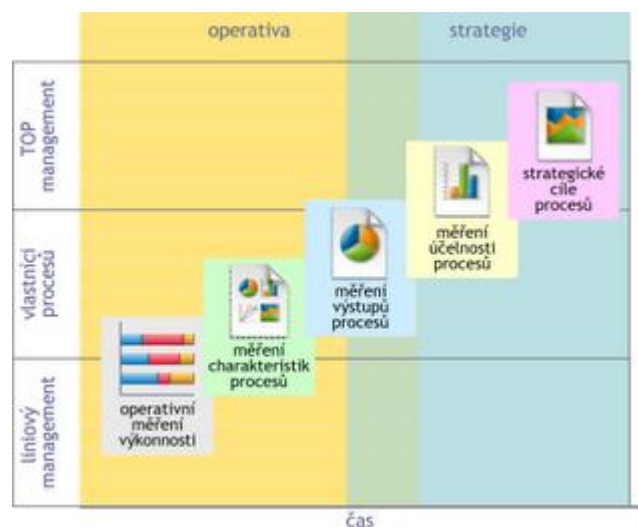 operativa
strategie
TOP
management
vlastníci
procesů
liniový
management
strategické
cíle
procesů
měření
účelnosti
procesů
měření
výstupů
procesů
měření
charakteristik
procesů
operativní
měření
výkonnosti
čas